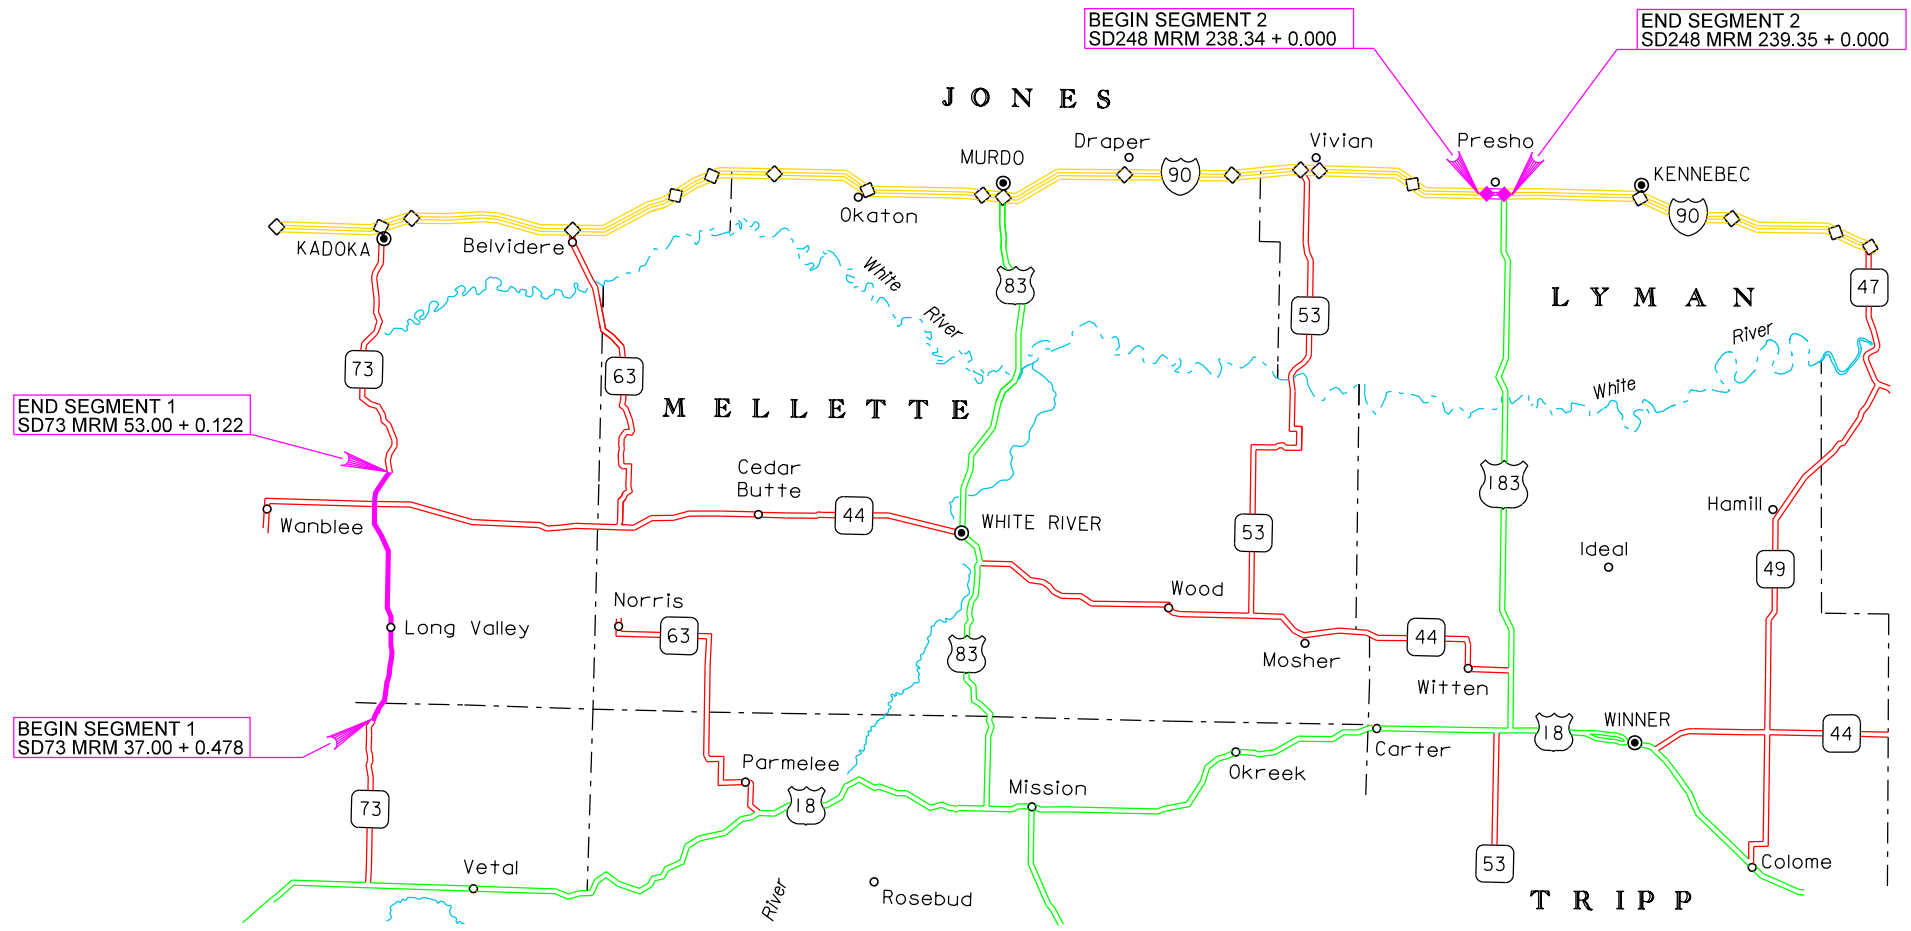 BEGIN SEGMENT 2
SD248 MRM 238.34 + 0.000
END SEGMENT 2
SD248 MRM 239.35 + 0.000
JONES
Draper
Vivian
Presho
MURDO
90
KENNEBEC
Okaton
90
KADOKA
Belvidere
White
River
83
53
LYMAN
47
River
73
63
White
END SEGMENT 1
SD73 MRM 53.00 + 0.122
MELLETTE
Cedar
Butte
183
Hamill
Wanblee
44
WHITE RIVER
53
Ideal
49
Wood
Norris
63
Long Valley
83
Mosher
44
Witten
BEGIN SEGMENT 1
SD73 MRM 37.00 + 0.478
WINNER
18
44
Carter
Parmelee
Okreek
Mission
18
73
Vetal
53
Colome
River
Rosebud
TRIPP